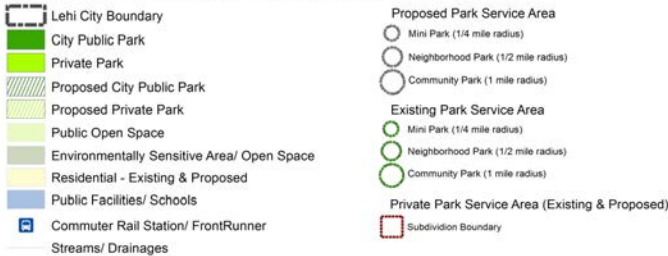 Lehi City Boundary
City Public Park
Private Park
Proposed City Public Park
Proposed Private Park
Public Open Space
Environmentally Sensitive Area/ Open Space
Residential - Existing & Proposed
Public Facilities/ Schools
Commuter Rail Station/ FrontRunner
Streams/ Drainages
Proposed Park Service Area
Mini Park (1/4 mile radius)
Neighborhood Park (1/2 mile radius)
Community Park (1 mile radius)
Existing Park Service Area
Mini Park (1/4 mile radius)
Neighborhood Park (1/2 mile radius)
Community Park (1 mile radius)
Private Park Service Area (Existing & Proposed)
Subdividion Boundary